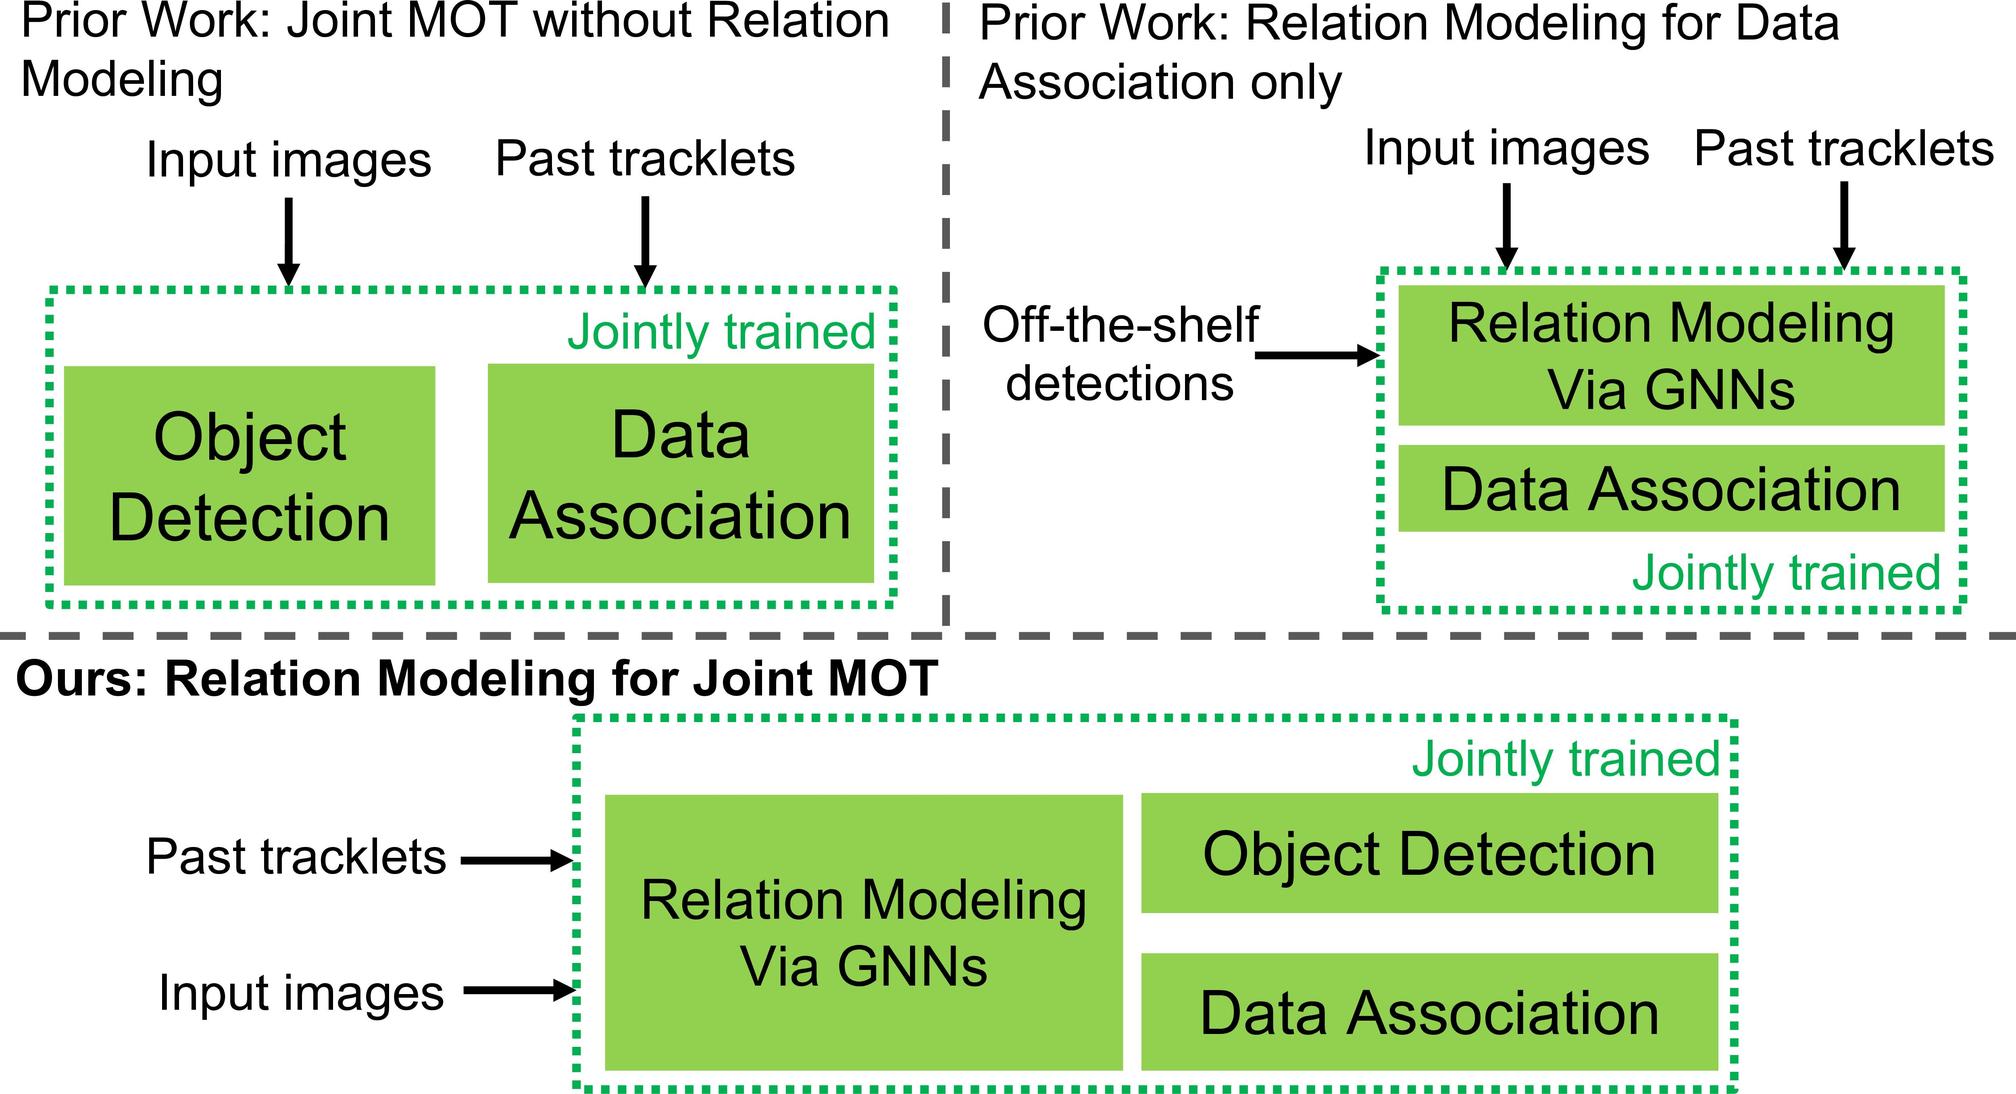 Prior Work: Joint MOT without Relation
Modeling
Input images
Past tracklets
Jointly trained
Object
Detection
Data
Association
Prior Work: Relation Modeling for Data
Association only
Input images
Past tracklets
Off-the-shelf
detections
Relation Modeling
Via GNNs
Data Association
Jointly trained
Ours: Relation Modeling for Joint MOT
Jointly trained
Past tracklets
Input images
Relation Modeling
Via GNNs
Object Detection
Data Association